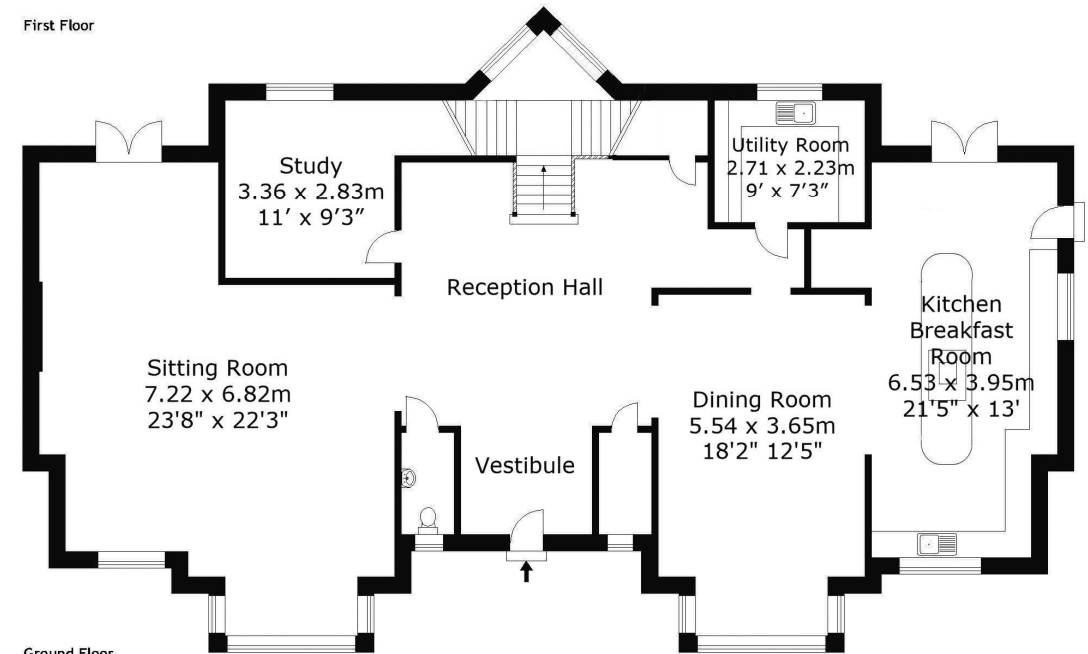 First Floor
Study
3.36 x 2.83m
11’ x 9’3”
Utility Room
2.71 x 2.23m
9’ x 7’3”
Reception Hall
Kitchen
Breakfast
Room
6.53 x 3.95m
21'5" x 13'
Sitting Room
7.22 x 6.82m
23'8" x 22'3"
Dining Room
5.54 x 3.65m
18'2" 12'5"
Vestibule
Ground Floor